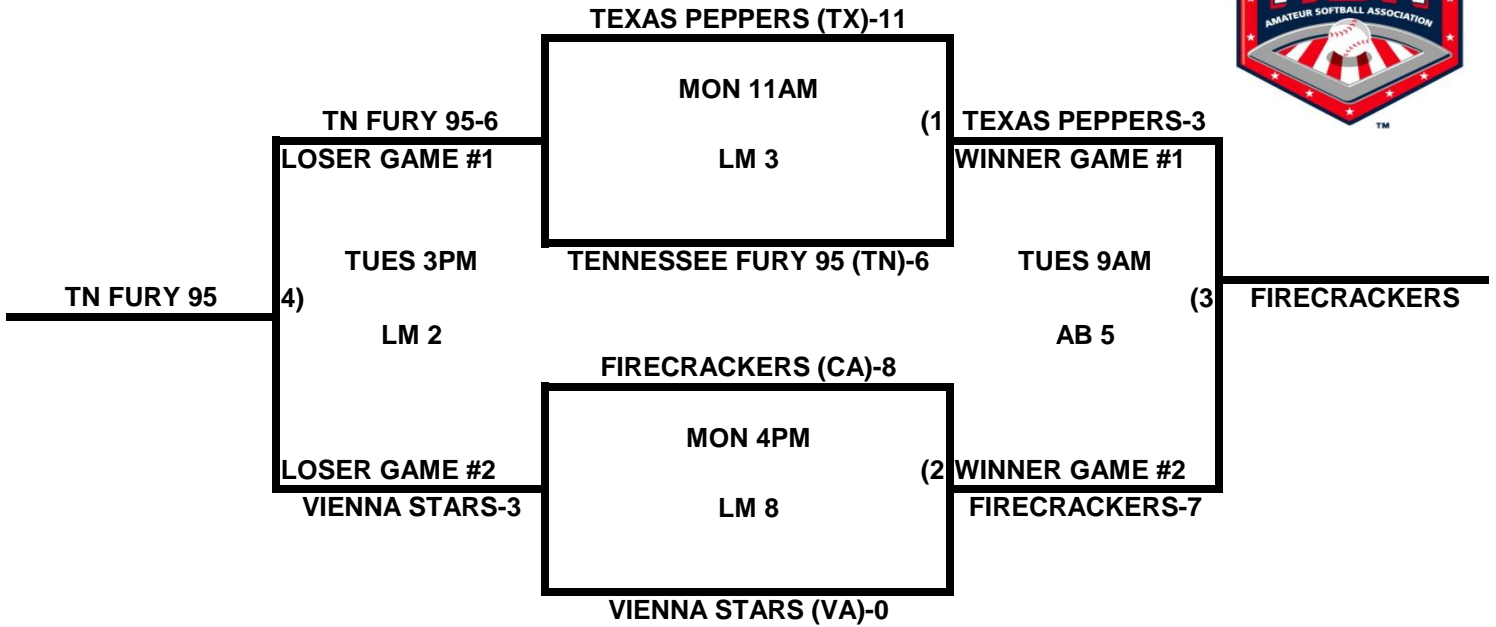 TEXAS PEPPERS (TX)-11
AMATEUR SOFTBALL ASSOCIATION
TM
MON 11AM
TN FURY 95-6
(1
TEXAS PEPPERS-3
LOSER GAME #1
LM 3
WINNER GAME #1
TUES 3PM
TENNESSEE FURY 95 (TN)-6
TUES 9AM
TN FURY 95
4)
(3
FIRECRACKERS
LM 2
AB 5
FIRECRACKERS (CA)-8
MON 4PM
LOSER GAME #2
(2
WINNER GAME #2
VIENNA STARS-3
LM 8
FIRECRACKERS-7
VIENNA STARS (VA)-0